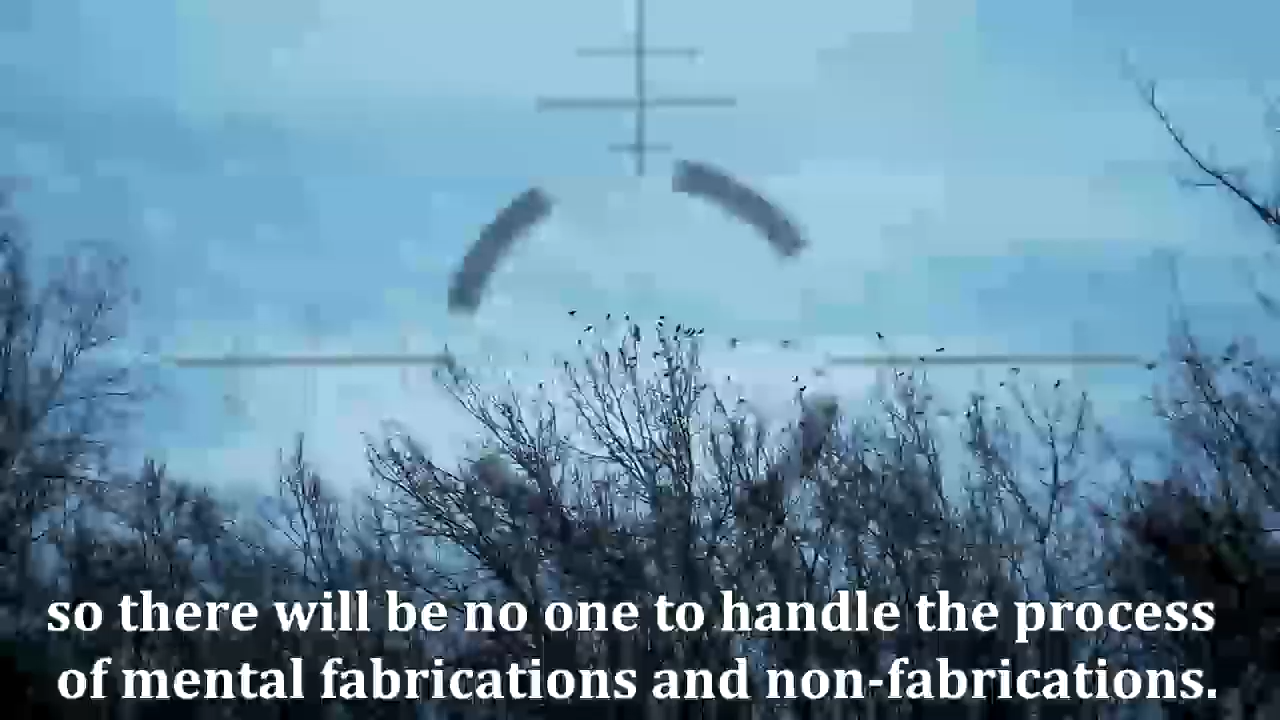 so there will be no one to handle the process
of mental fabrications and non-fabrications.